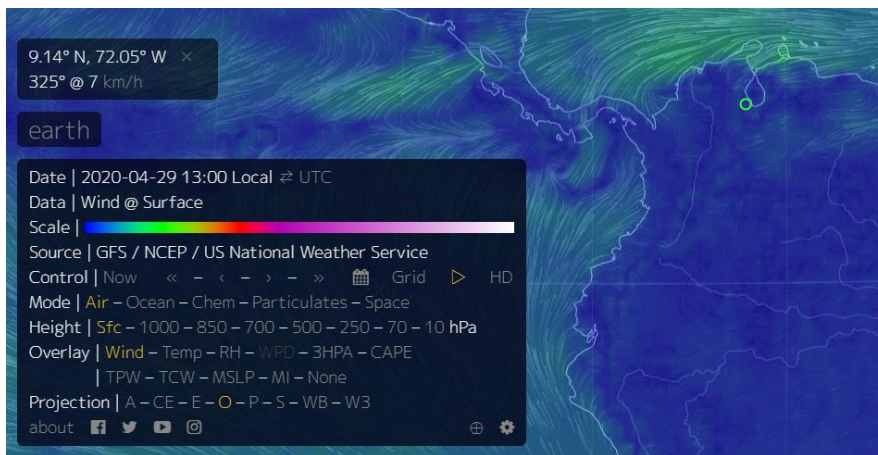 9.14° N, 72.05° W ×
325° @ 7 km/h
earth
Date | 2020-04-29 13:00 Local ⇄ UTC
Data | Wind @ Surface
Scale |
Source | GFS / NCEP / US National Weather Service
Control | Now « – ‹ – › – » Grid ▷ HD
Mode | Air – Ocean – Chem – Particulates – Space
Height | Sfc – 1000 – 850 – 700 – 500 – 250 – 70 – 10 hPa
Overlay | Wind – Temp – RH – WPD – 3HPA – CAPE
| TPW – TCW – MSLP – MI – None
Projection | A – CE – E – O – P – S – WB – W3
about